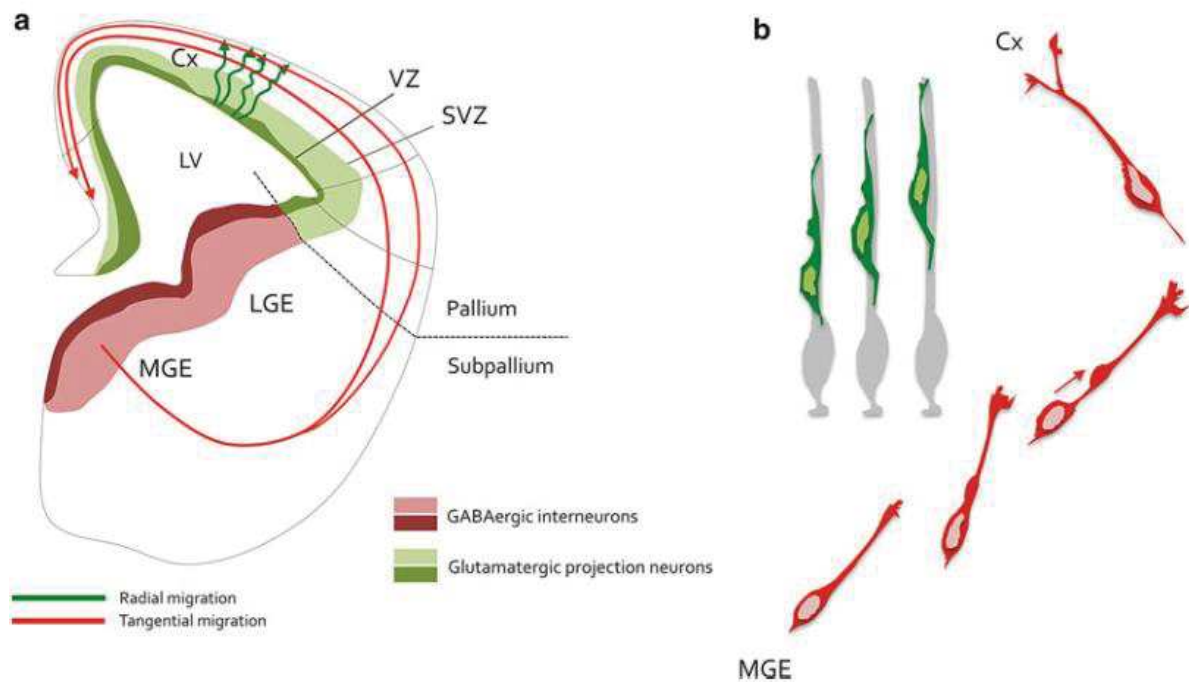 a
Cx
VZ
SVZ
LV
LGE
Pallium
MGE
Subpallium
GABAergic interneurons
Glutamatergic projection neurons
Radial migration
Tangential migration
b
Cx
MGE